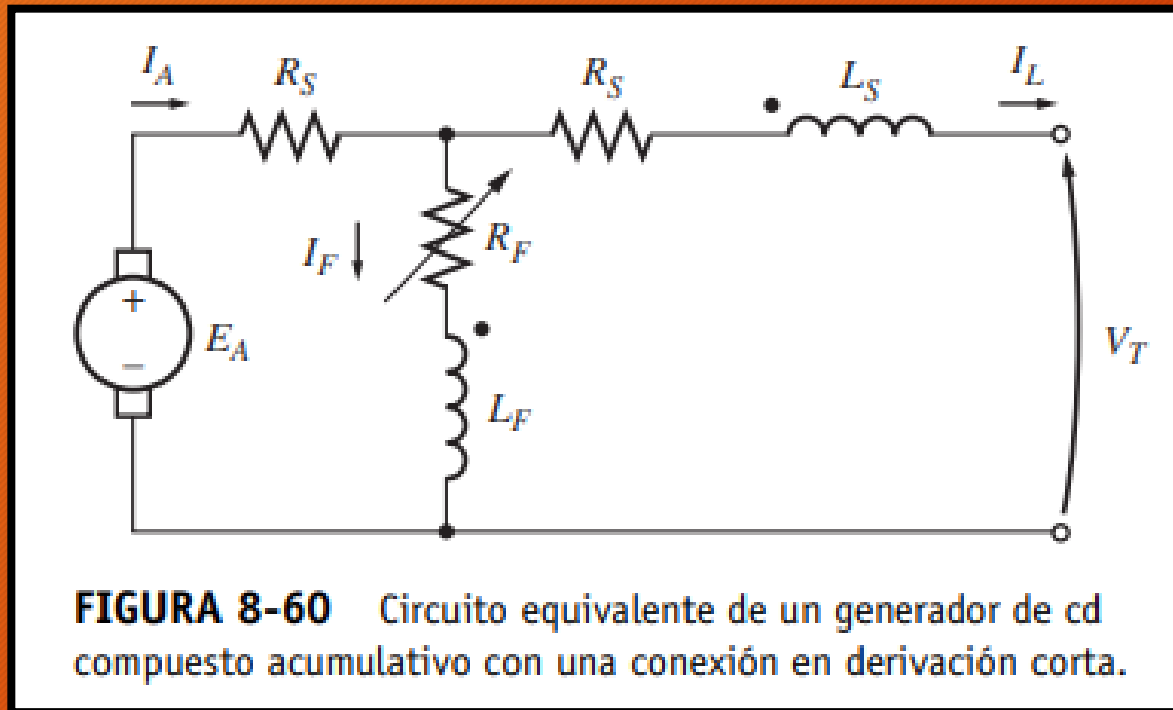 I_A
R_S
R_S
L_S
I_L
I_F
R_F
+
E_A
−
L_F
V_T
FIGURA 8-60 Circuito equivalente de un generador de cd
compuesto acumulativo con una conexión en derivación corta.